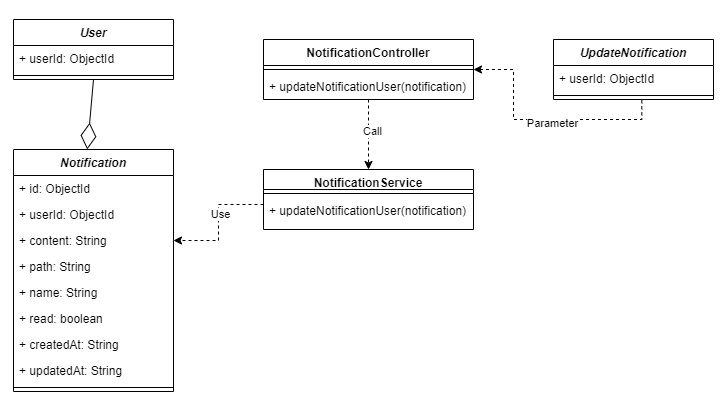 User
+ userId: ObjectId
NotificationController
+ updateNotificationUser(notification)
UpdateNotification
+ userId: ObjectId
Parameter
Call
Notification
+ id: ObjectId
+ userId: ObjectId
+ content: String
+ path: String
+ name: String
+ read: boolean
+ createdAt: String
+ updatedAt: String
Use
NotificationService
+ updateNotificationUser(notification)